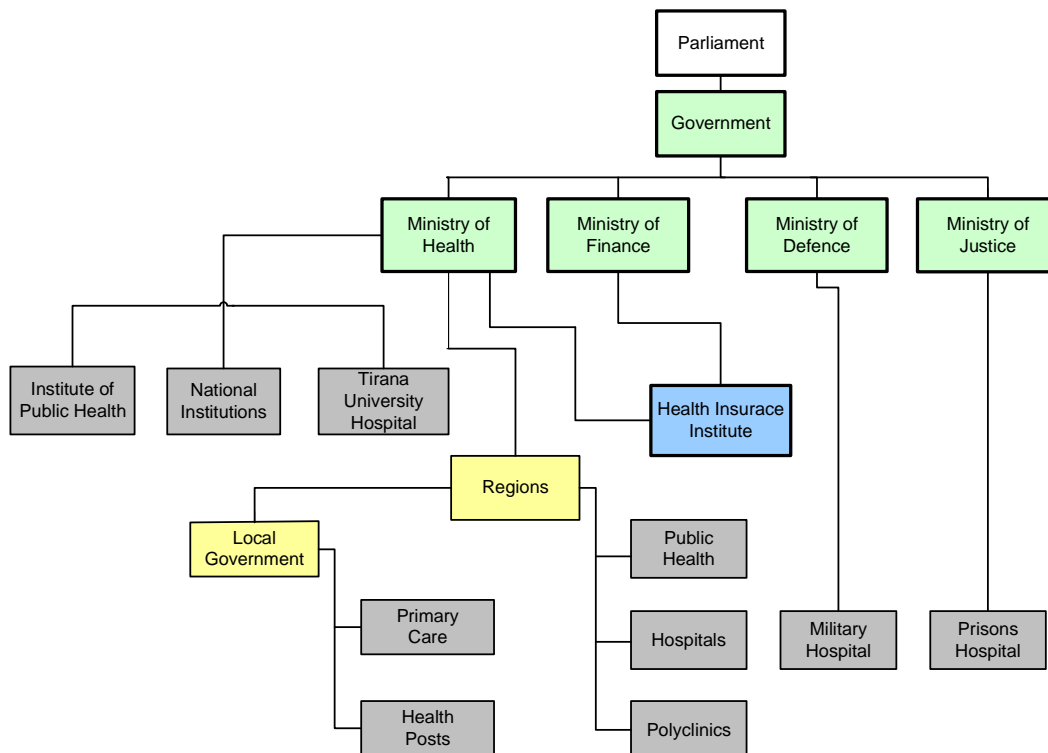 Parliament
Government
Ministry of
Health
Ministry of
Finance
Ministry of
Defence
Ministry of
Justice
Institute of
Public Health
National
Institutions
Tirana
University
Hospital
Health Insurace
Institute
Regions
Local
Government
Public
Health
Primary
Care
Hospitals
Military
Hospital
Prisons
Hospital
Health
Posts
Polyclinics